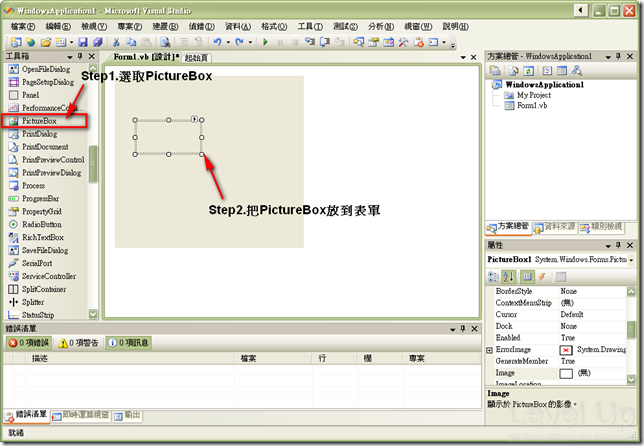 WindowsApplication1 - Microsoft Visual Studio
檔案(F) 編輯(E) 檢視(V) 專案(P) 建置(B) 偵錯(D) 資料(A) 格式(O) 工具(T) 測試(S) 分析(N) 視窗(W) 說明(H)
工具箱
OpenFileDialog
PageSetupDialog
Panel
PerformanceCou...
PictureBox
PrintDialog
PrintDocument
PrintPreviewControl
PrintPreviewDialog
Process
ProgressBar
PropertyGrid
RadioButton
RichTextBox
SaveFileDialog
SerialPort
ServiceController
SplitContainer
Splitter
StatusStrip
Form1.vb [設計]* 起始頁
Step1.選取PictureBox
Step2.把PictureBox放到表單
方案總管 - WindowsApplication1
WindowsApplication1
My Project
Form1.vb
方案總管 資料來源 類別檢視
屬性
PictureBox1 System.Windows.Forms.Pictur
BorderStyle None
ContextMenuStrip (無)
Cursor Default
Dock None
Enabled True
ErrorImage System.Drawing
GenerateMember True
Image (無)
ImageLocation
Image
顯示於 PictureBox 的影像。
Level Up
錯誤清單
0 項錯誤 0 項警告 0 項訊息
描述 檔案 行 欄 專案
錯誤清單 即時運算視窗 輸出
就緒